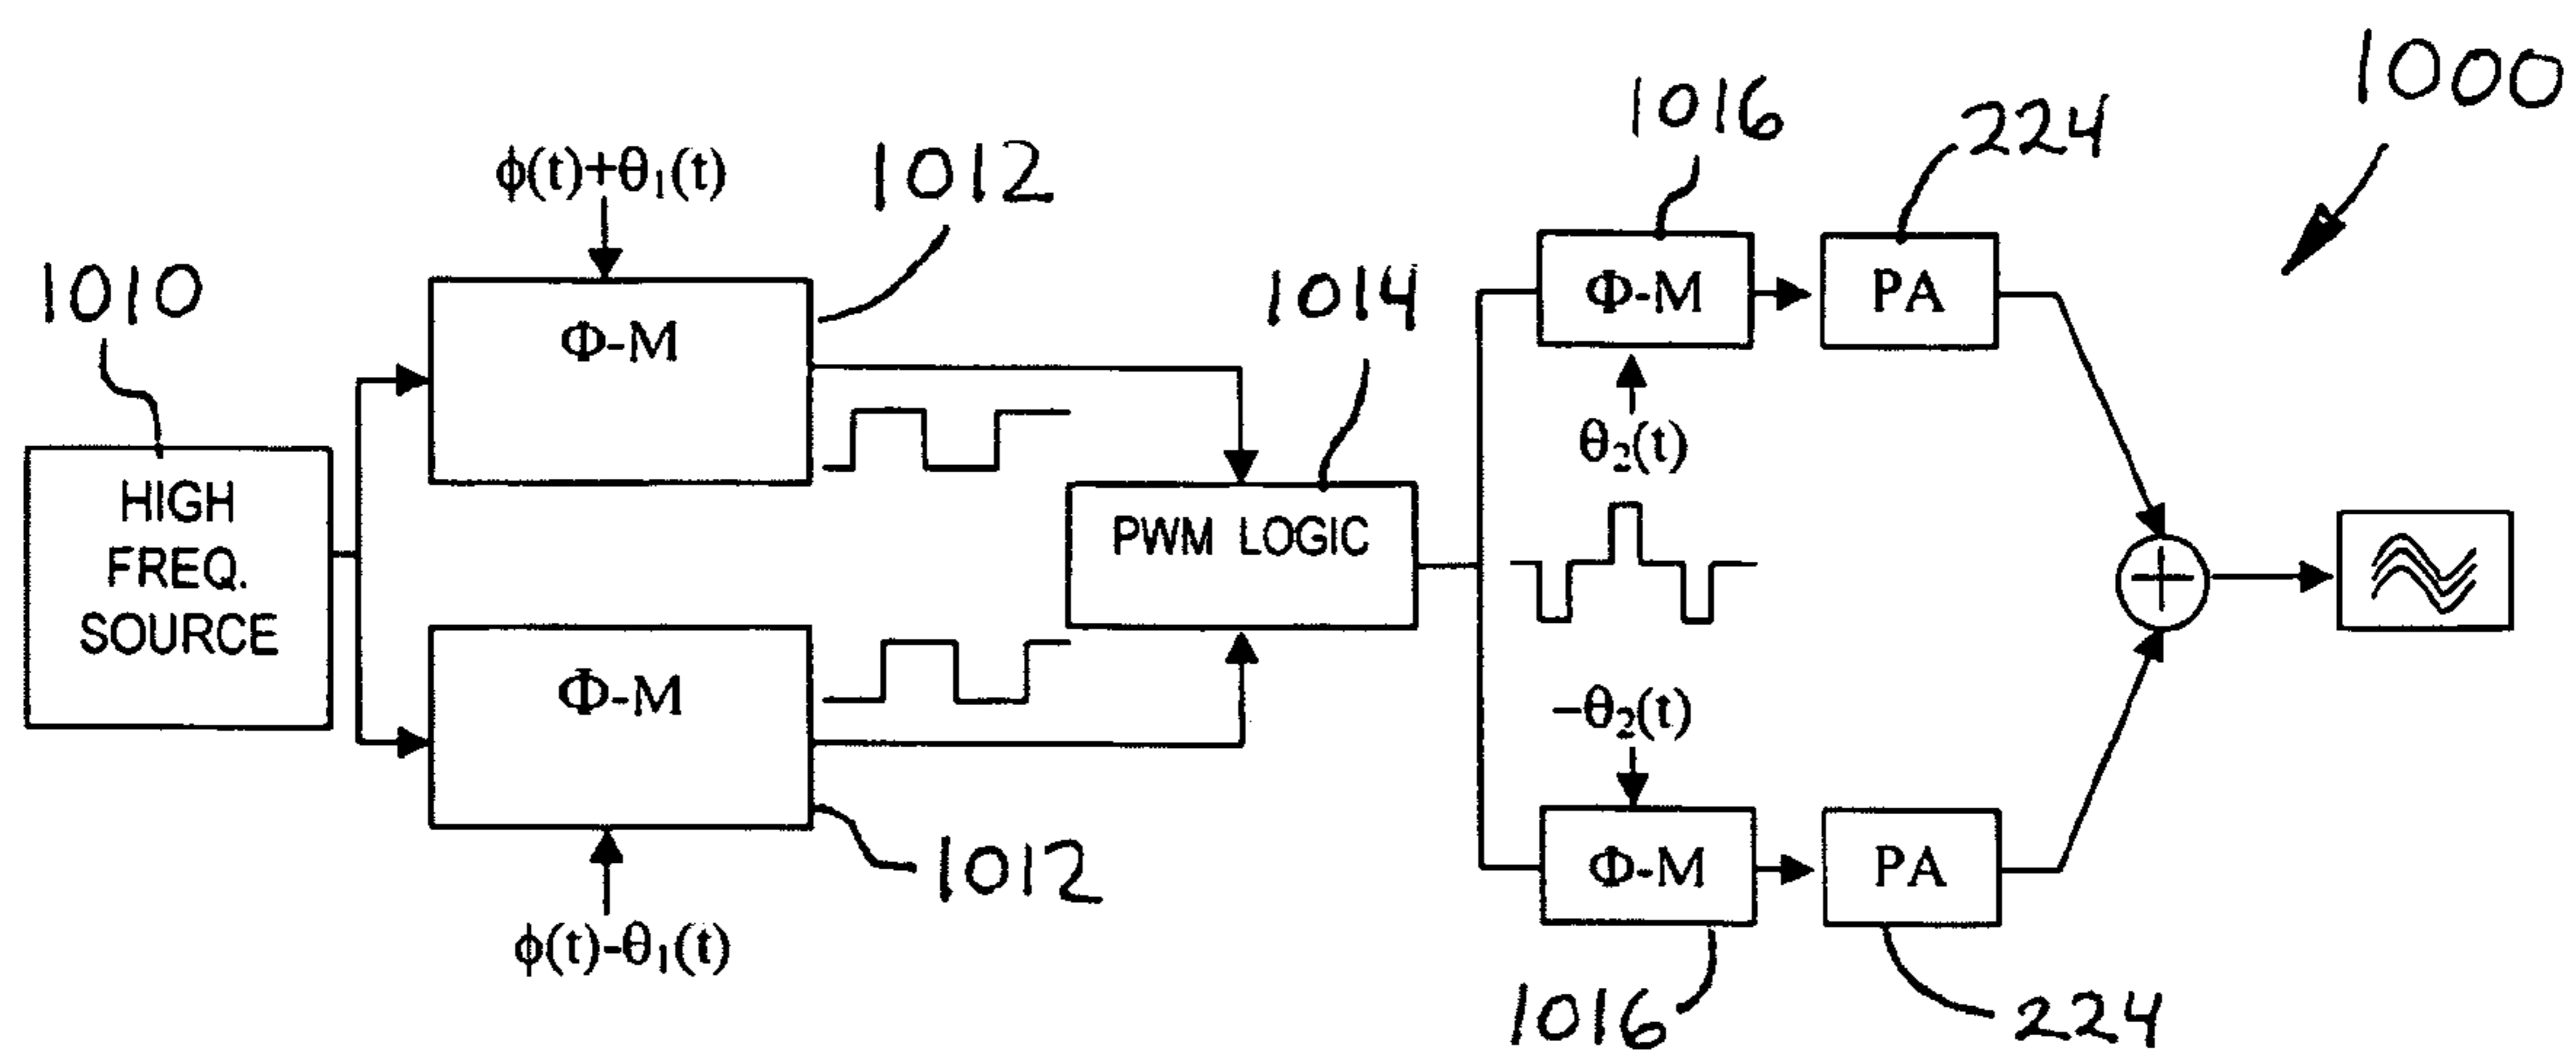 1000
1016
224
ϕ(t)+θ₁(t)
1012
1010
1014
Φ-M
Φ-M
PA
HIGH
FREQ.
SOURCE
θ₂(t)
PWM LOGIC
Φ-M
-θ₂(t)
Φ-M
PA
1012
ϕ(t)-θ₁(t)
1016
224